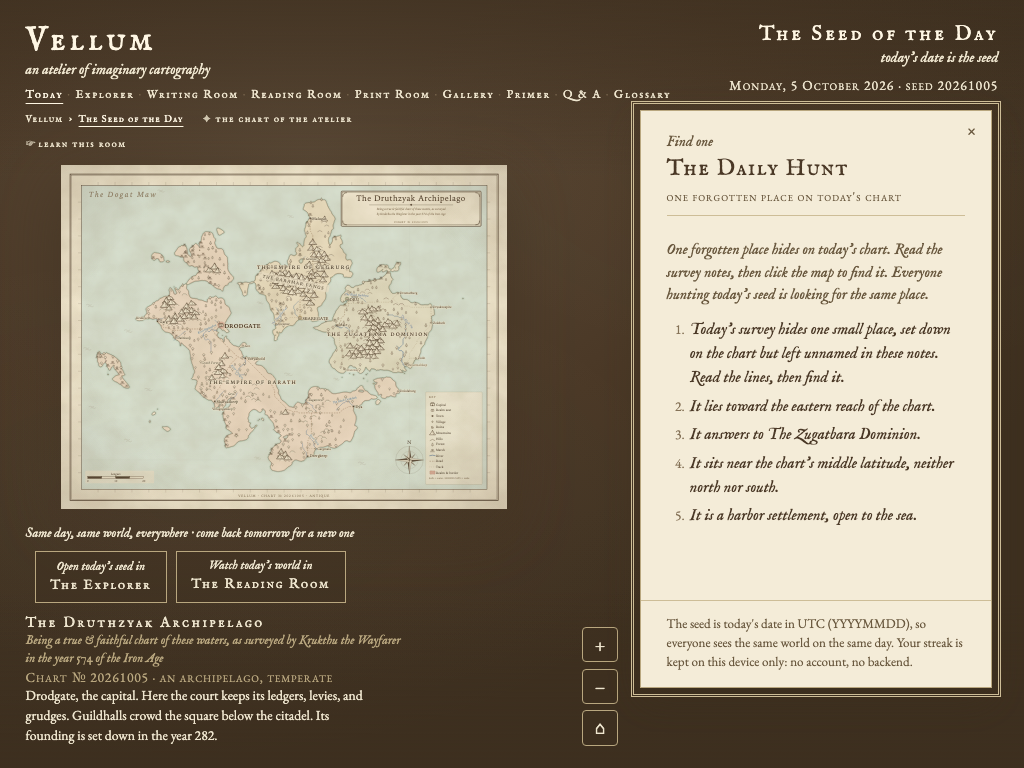 Vellum
an atelier of imaginary cartography
Today · Explorer · Writing Room · Reading Room · Print Room · Gallery · Primer · Q & A · Glossary
Vellum › The Seed of the Day ✦ the chart of the atelier
☞ learn this room
The Seed of the Day
today's date is the seed
Monday, 5 October 2026 · seed 20261005
The Dogat Maw
The Druthzyak Archipelago
DRODGATE
THE EMPIRE OF BARATH
THE ZUGATBARA DOMINION
N
Same day, same world, everywhere · come back tomorrow for a new one
Open today's seed in
The Explorer
Watch today's world in
The Reading Room
The Druthzyak Archipelago
Being a true & faithful chart of these waters, as surveyed by Krukthu the Wayfarer
in the year 574 of the Iron Age
Chart № 20261005 · an archipelago, temperate
Drodgate, the capital. Here the court keeps its ledgers, levies, and
grudges. Guildhalls crowd the square below the citadel. Its
founding is set down in the year 282.
+
−
⌂
×
Find one
The Daily Hunt
one forgotten place on today's chart
One forgotten place hides on today's chart. Read the
survey notes, then click the map to find it. Everyone
hunting today's seed is looking for the same place.
1. Today's survey hides one small place, set down
on the chart but left unnamed in these notes.
Read the lines, then find it.
2. It lies toward the eastern reach of the chart.
3. It answers to The Zugatbara Dominion.
4. It sits near the chart's middle latitude, neither
north nor south.
5. It is a harbor settlement, open to the sea.
The seed is today's date in UTC (YYYYMMDD), so
everyone sees the same world on the same day. Your streak is
kept on this device only: no account, no backend.